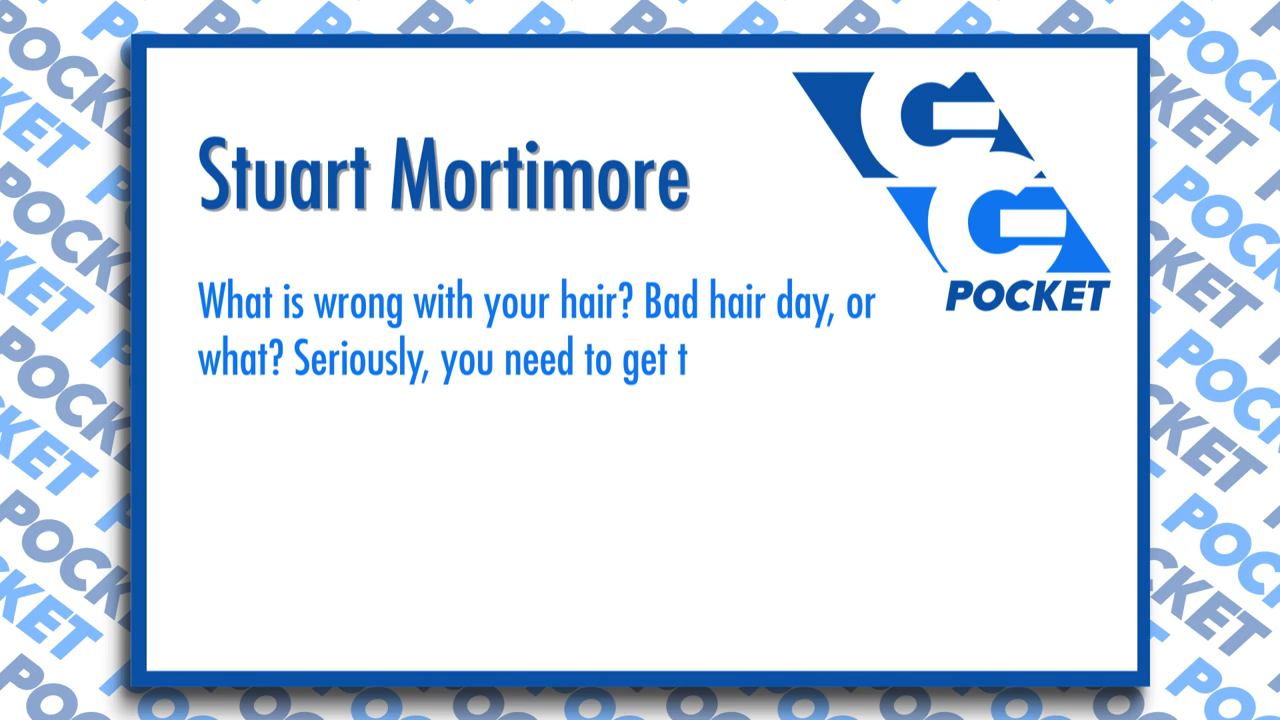 Stuart Mortimore
What is wrong with your hair? Bad hair day, or
what? Seriously, you need to get t
GG
POCKET